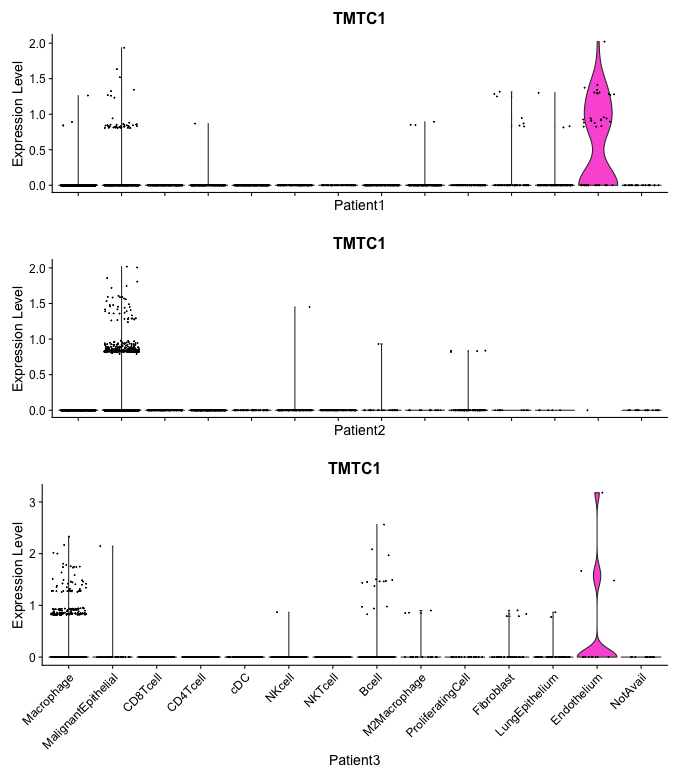 TMTC1
Expression Level
2.0
1.5
1.0
0.5
0.0
Patient1
TMTC1
Expression Level
2.0
1.5
1.0
0.5
0.0
Patient2
TMTC1
Expression Level
3
2
1
0
Macrophage
MalignantEpithelial
CD8Tcell
CD4Tcell
cDC
NKcell
NKTcell
Bcell
M2Macrophage
ProliferatingCell
Fibroblast
LungEpithelium
Endothelium
NotAvail
Patient3